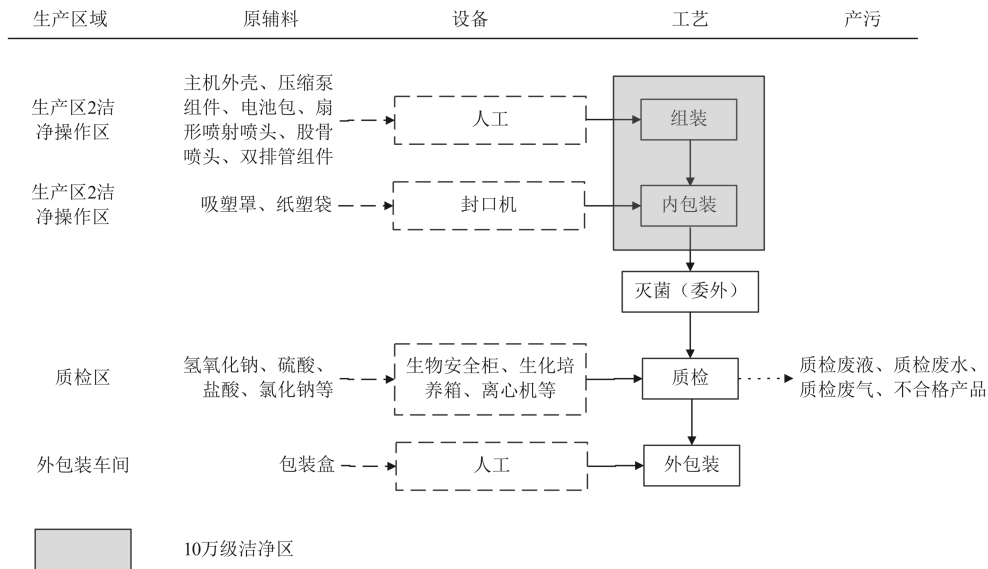 生产区域 原辅料 设备 工艺 产污
主机外壳、压缩泵
组件、电池包、扇
形喷射喷头、股骨
喷头、双排管组件
生产区2洁
净操作区
人工
组装
生产区2洁
净操作区
吸塑罩、纸塑袋
封口机
内包装
灭菌（委外）
质检区
氢氧化钠、硫酸、
盐酸、氯化钠等
生物安全柜、生化培
养箱、离心机等
质检
质检废液、质检废水、
质检废气、不合格产品
外包装车间
包装盒
人工
外包装
10万级洁净区